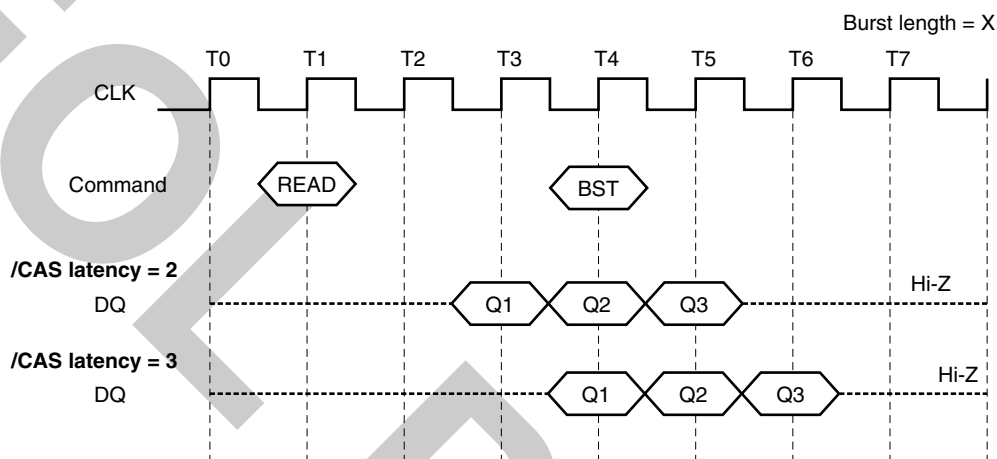 Burst length = X
T0 T1 T2 T3 T4 T5 T6 T7
CLK
Command READ BST
/CAS latency = 2
DQ Q1 Q2 Q3 Hi-Z
/CAS latency = 3
DQ Q1 Q2 Q3 Hi-Z